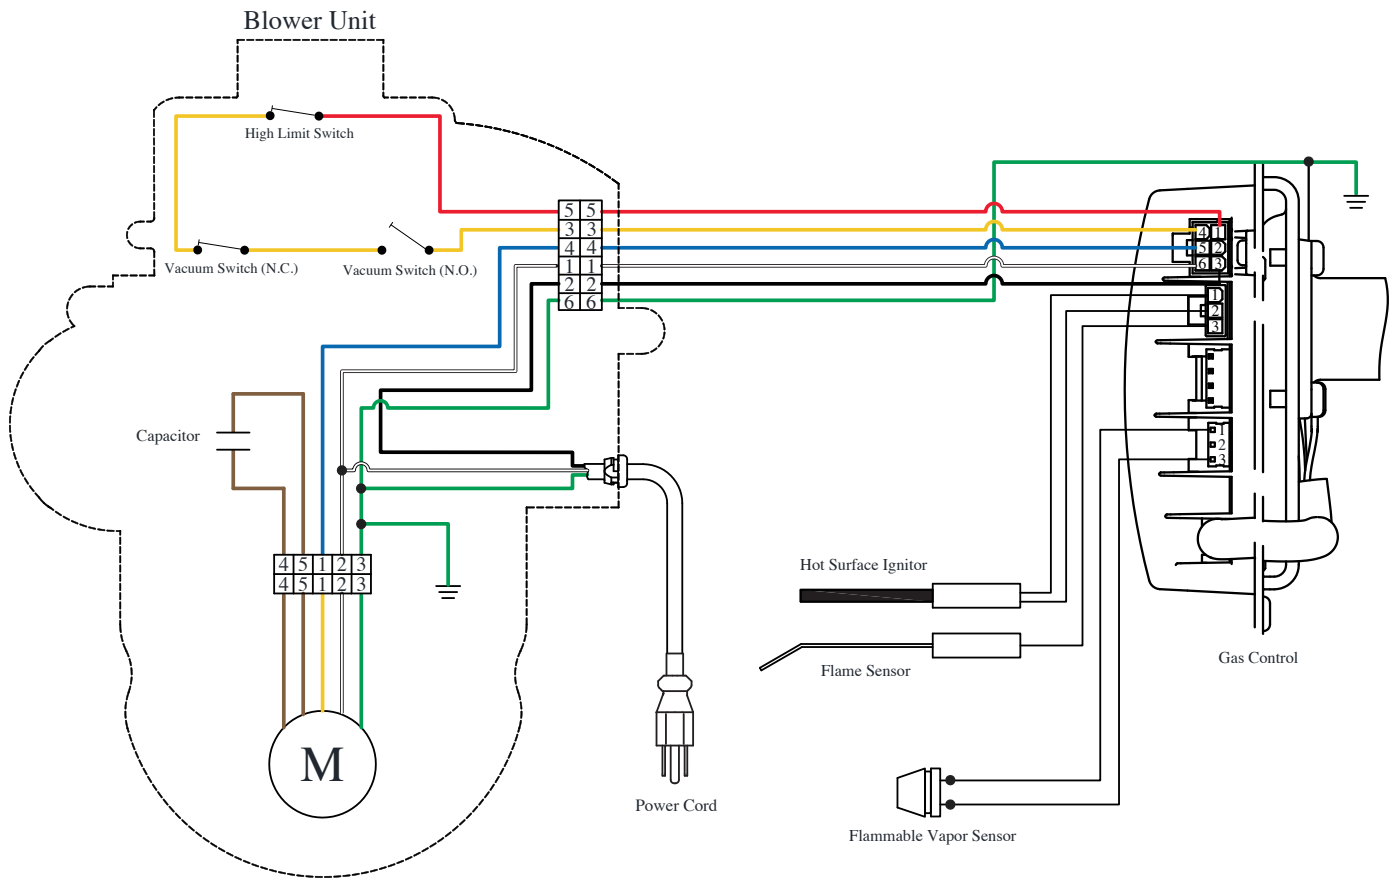 Blower Unit
High Limit Switch
Vacuum Switch (N.C.)
Vacuum Switch (N.O.)
5 5
3 3
4 4
1 1
2 2
6 6
4 1
5 2
6 3
1
2
3
1
2
3
Capacitor
4 5 1 2 3
4 5 1 2 3
M
Power Cord
Hot Surface Ignitor
Flame Sensor
Gas Control
Flammable Vapor Sensor